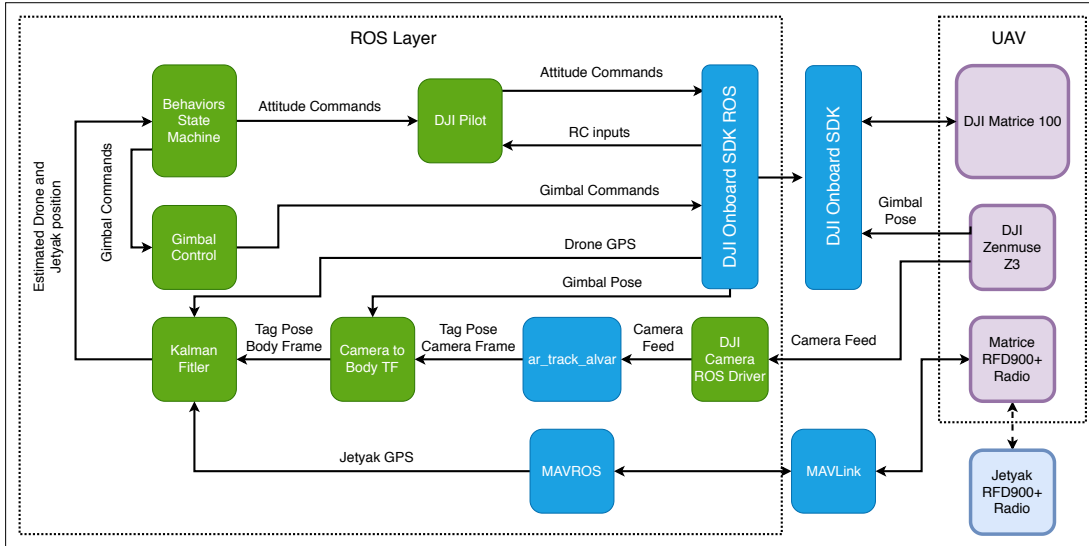 ROS Layer
UAV
Behaviors
State
Machine
Attitude Commands
DJI Pilot
Attitude Commands
RC inputs
DJI Onboard SDK ROS
DJI Onboard SDK
DJI Matrice 100
Estimated Drone and
Jetyak position
Gimbal Commands
Gimbal
Control
Gimbal Commands
Gimbal
Pose
DJI
Zenmuse
Z3
Drone GPS
Gimbal Pose
Kalman
Fitler
Tag Pose
Body Frame
Camera to
Body TF
Tag Pose
Camera Frame
ar_track_alvar
Camera
Feed
DJI
Camera
ROS Driver
Camera Feed
Matrice
RFD900+
Radio
Jetyak GPS
MAVROS
MAVLink
Jetyak
RFD900+
Radio